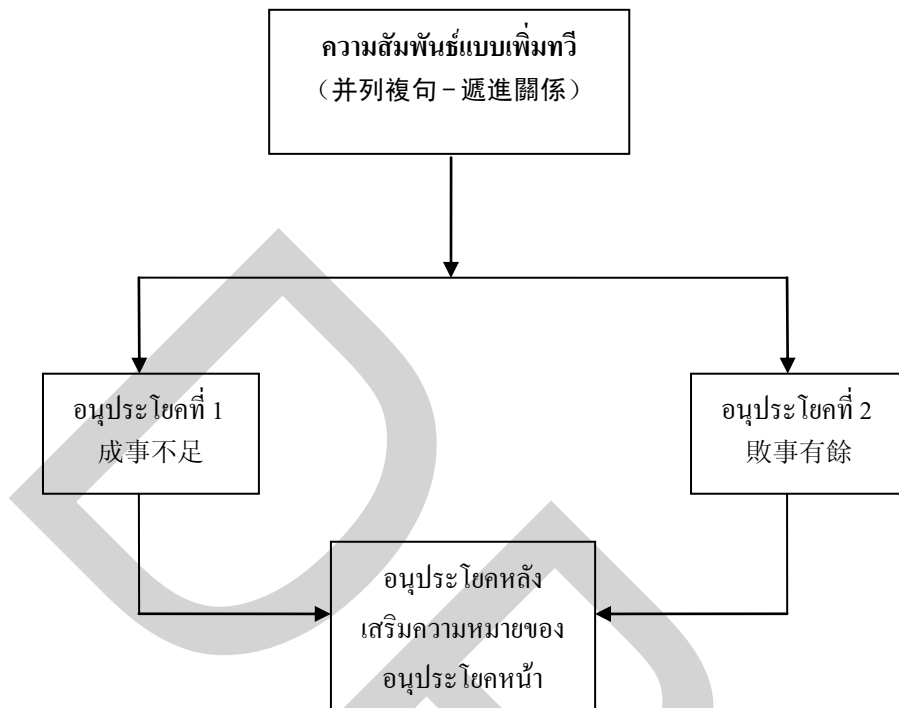 ความสัมพันธ์แบบเพิ่มทวี
（并列複句－遞進關係）
อนุประโยคที่ 1
成事不足
อนุประโยคที่ 2
敗事有餘
อนุประโยคหลัง
เสริมความหมายของ
อนุประโยคหน้า